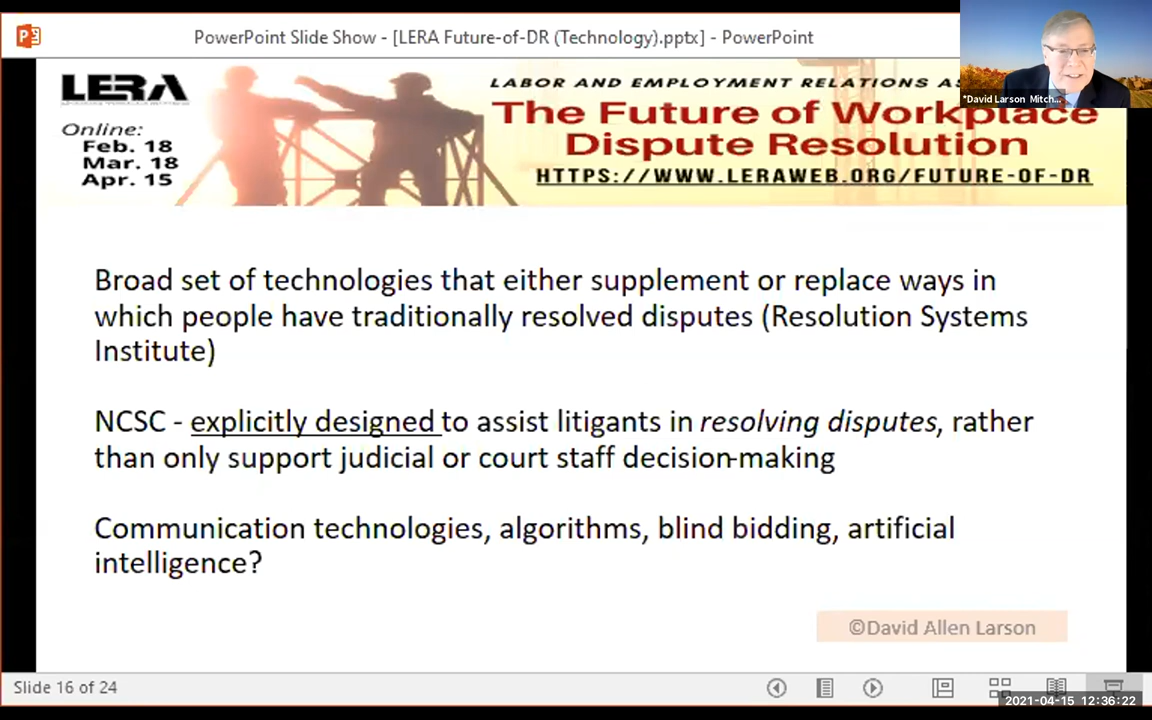 PowerPoint Slide Show - [LERA Future-of-DR (Technology).pptx] - PowerPoint
*David Larson Mitch...
LERA
Online:
Feb. 18
Mar. 18
Apr. 15
LABOR AND EMPLOYMENT RELATIONS AS
The Future of Workplace
Dispute Resolution
HTTPS://WWW.LERAWEB.ORG/FUTURE-OF-DR
Broad set of technologies that either supplement or replace ways in
which people have traditionally resolved disputes (Resolution Systems
Institute)
NCSC - explicitly designed to assist litigants in resolving disputes, rather
than only support judicial or court staff decision-making
Communication technologies, algorithms, blind bidding, artificial
intelligence?
©David Allen Larson
Slide 16 of 24
2021-04-15 12:36:22